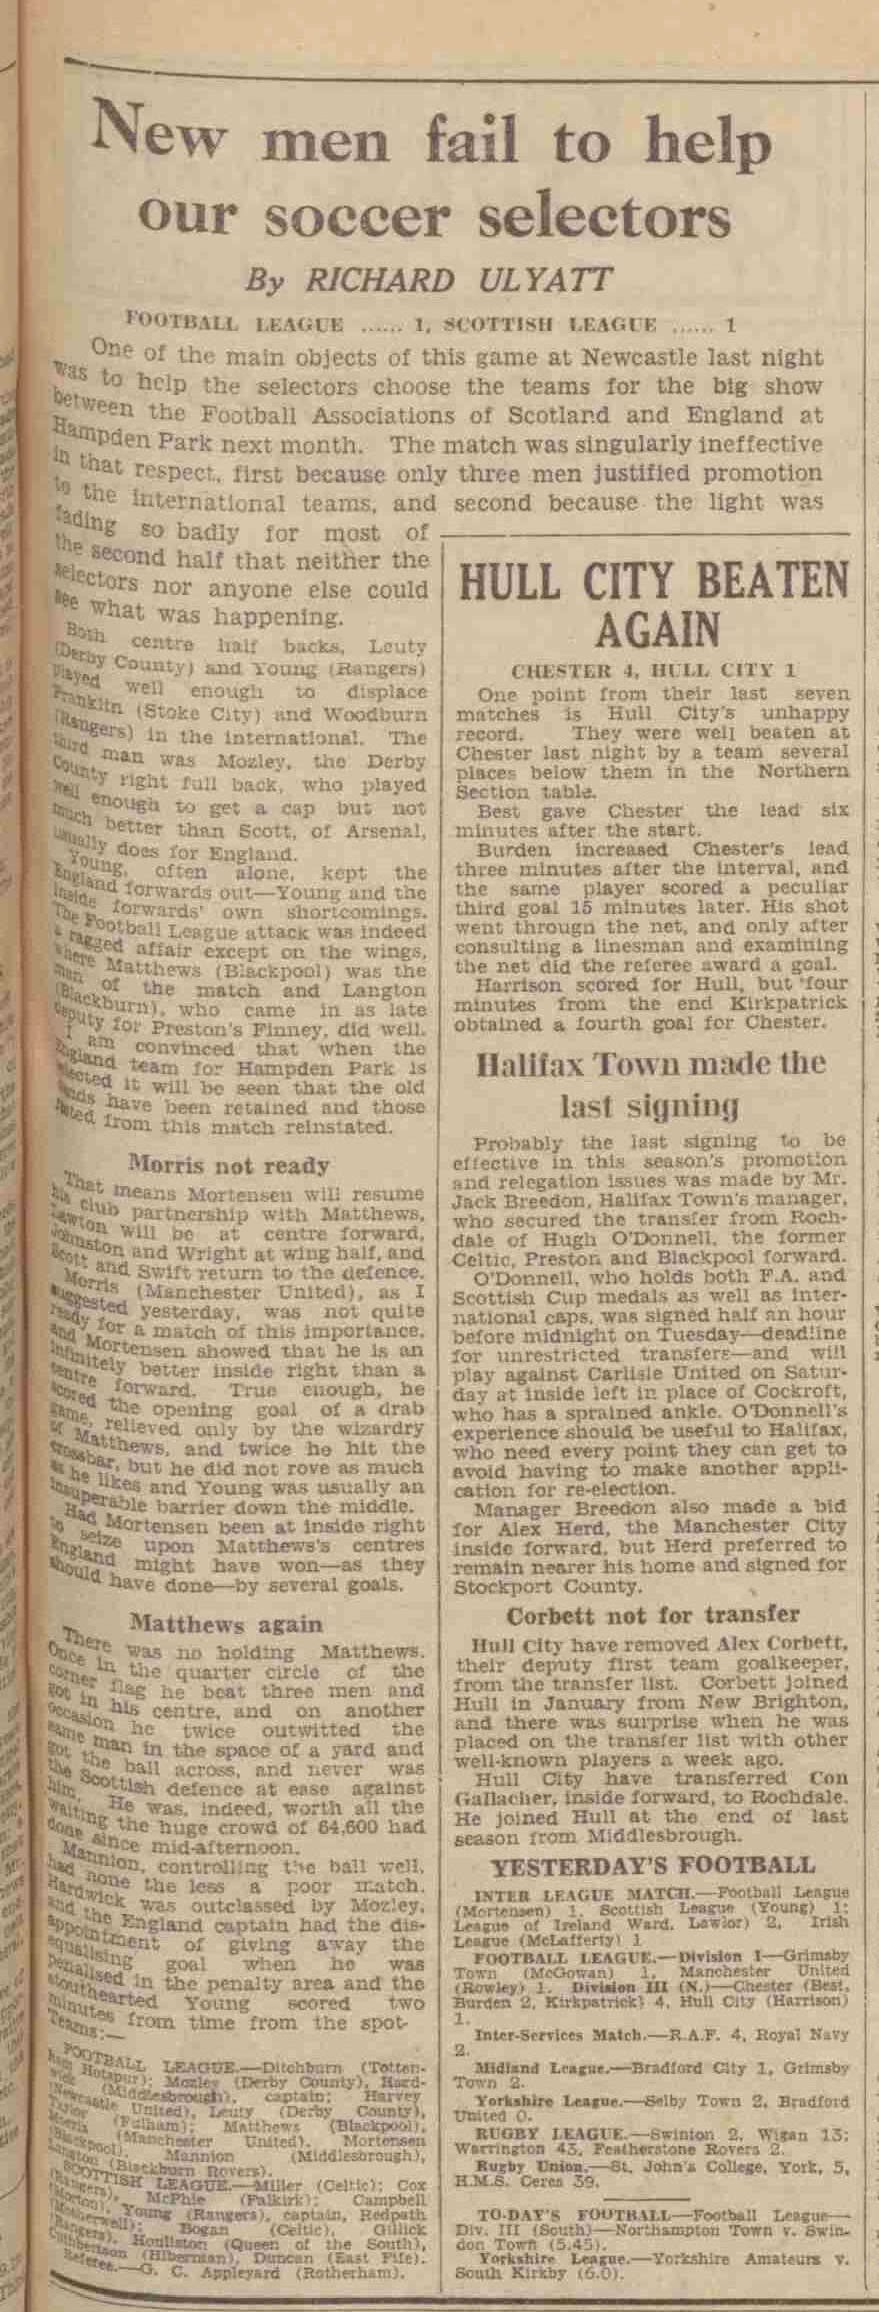 New men fail to help
our soccer selectors
By RICHARD ULYATT
FOOTBALL LEAGUE ...... 1, SCOTTISH LEAGUE ...... 1
One of the main objects of this game at Newcastle last night
was to help the selectors choose the teams for the big show
between the Football Associations of Scotland and England at
Hampden Park next month. The match was singularly ineffective
in that respect, first because only three men justified promotion
to the international teams, and second because the light was
fading so badly for most of
the second half that neither the
selectors nor anyone else could
see what was happening.
Both centre half backs, Leuty
(Derby County) and Young (Rangers)
played well enough to displace
Franklin (Stoke City) and Woodburn
(Rangers) in the international. The
third man was Mozley, the Derby
County right full back, who played
well enough to get a cap but not
much better than Scott, of Arsenal,
usually does for England.
Young, often alone, kept the
England forwards out—Young and the
inside forwards' own shortcomings.
The Football League attack was indeed
a ragged affair except on the wings,
where Matthews (Blackpool) was the
man of the match and Langton
(Blackburn), who came in as late
deputy for Preston's Finney, did well.
I am convinced that when the
England team for Hampden Park is
selected it will be seen that the old
hands have been retained and those
rested from this match reinstated.
Morris not ready
That means Mortensen will resume
his club partnership with Matthews,
Lawton will be at centre forward,
Johnston and Wright at wing half, and
Scott and Swift return to the defence.
Morris (Manchester United), as I
suggested yesterday, was not quite
ready for a match of this importance,
and Mortensen showed that he is an
infinitely better inside right than a
centre forward. True enough, he
scored the opening goal of a drab
game, relieved only by the wizardry
of Matthews, and twice he hit the
crossbar, but he did not rove as much
as he likes and Young was usually an
insuperable barrier down the middle.
Had Mortensen been at inside right
to seize upon Matthews's centres
England might have won—as they
should have done—by several goals.
Matthews again
There was no holding Matthews.
Once in the quarter circle of the
corner flag he beat three men and
got in his centre, and on another
occasion he twice outwitted the
same man in the space of a yard and
got the ball across, and never was
the Scottish defence at ease against
him. He was, indeed, worth all the
waiting the huge crowd of 64,600 had
done since mid-afternoon.
Mannion, controlling the ball well,
had none the less a poor match.
Hardwick was outclassed by Mozley,
and the England captain had the dis-
appointment of giving away the
equalising goal when he was
penalised in the penalty area and the
stouthearted Young scored two
minutes from time from the spot.
Teams:—
FOOTBALL LEAGUE.—Ditchburn (Totten-
ham Hotspur); Mozley (Derby County), Hard-
wick (Middlesbrough), captain; Harvey
(Newcastle United), Leuty (Derby County),
Taylor (Fulham); Matthews (Blackpool),
Morris (Manchester United), Mortensen
(Blackpool), Mannion (Middlesbrough),
Langton (Blackburn Rovers).
SCOTTISH LEAGUE.—Miller (Celtic); Cox
(Rangers), McPhie (Falkirk); Campbell
(Morton), Young (Rangers), captain, Redpath
(Motherwell); Bogan (Celtic), Gillick
(Rangers), Houliston (Queen of the South),
Cuthbertson (Hibernian), Duncan (East Fife).
Referee.—G. C. Appleyard (Rotherham).
HULL CITY BEATEN
AGAIN
CHESTER 4, HULL CITY 1
One point from their last seven
matches is Hull City's unhappy
record. They were well beaten at
Chester last night by a team several
places below them in the Northern
Section table.
Best gave Chester the lead six
minutes after the start.
Burden increased Chester's lead
three minutes after the interval, and
the same player scored a peculiar
third goal 15 minutes later. His shot
went through the net, and only after
consulting a linesman and examining
the net did the referee award a goal.
Harrison scored for Hull, but four
minutes from the end Kirkpatrick
obtained a fourth goal for Chester.
Halifax Town made the
last signing
Probably the last signing to be
effective in this season's promotion
and relegation issues was made by Mr.
Jack Breedon, Halifax Town's manager,
who secured the transfer from Roch-
dale of Hugh O'Donnell, the former
Celtic, Preston and Blackpool forward.
O'Donnell, who holds both F.A. and
Scottish Cup medals as well as inter-
national caps, was signed half an hour
before midnight on Tuesday—deadline
for unrestricted transfers—and will
play against Carlisle United on Satur-
day at inside left in place of Cockroft,
who has a sprained ankle. O'Donnell's
experience should be useful to Halifax,
who need every point they can get to
avoid having to make another appli-
cation for re-election.
Manager Breedon also made a bid
for Alex Herd, the Manchester City
inside forward, but Herd preferred to
remain nearer his home and signed for
Stockport County.
Corbett not for transfer
Hull City have removed Alex Corbett,
their deputy first team goalkeeper,
from the transfer list. Corbett joined
Hull in January from New Brighton,
and there was surprise when he was
placed on the transfer list with other
well-known players a week ago.
Hull City have transferred Con
Gallacher, inside forward, to Rochdale.
He joined Hull at the end of last
season from Middlesbrough.
YESTERDAY'S FOOTBALL
INTER LEAGUE MATCH.—Football League
(Mortensen) 1, Scottish League (Young) 1;
League of Ireland Ward, Lawlor) 2, Irish
League (McLafferty) 1
FOOTBALL LEAGUE.—Division I—Grimsby
Town (McGowan) 1, Manchester United
(Rowley) 1. Division III (N.)—Chester (Best,
Burden 2, Kirkpatrick) 4, Hull City (Harrison)
1.
Inter-Services Match.—R.A.F. 4, Royal Navy
2.
Midland League.—Bradford City 1, Grimsby
Town 2.
Yorkshire League.—Selby Town 2, Bradford
United 0.
RUGBY LEAGUE.—Swinton 2, Wigan 13;
Warrington 43, Featherstone Rovers 2.
Rugby Union.—St. John's College, York, 5,
H.M.S. Ceres 39.
TO-DAY'S FOOTBALL—Football League—
Div. III (South)—Northampton Town v. Swin-
don Town (5.45).
Yorkshire League.—Yorkshire Amateurs v.
South Kirkby (6.0).